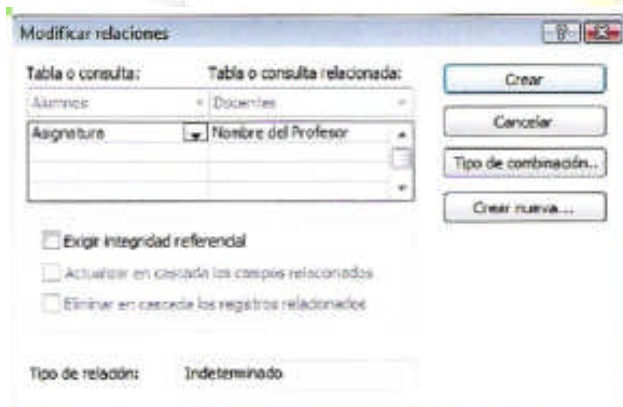 Modificar relaciones
Tabla o consulta: Tabla o consulta relacionada:
Alumnos Docentes
Asignatura Nombre del Profesor
Crear
Cancelar
Tipo de combinación...
Crear nueva...
Exigir integridad referencial
Actualizar en cascada los campos relacionados
Eliminar en cascada los registros relacionados
Tipo de relación: Indeterminado